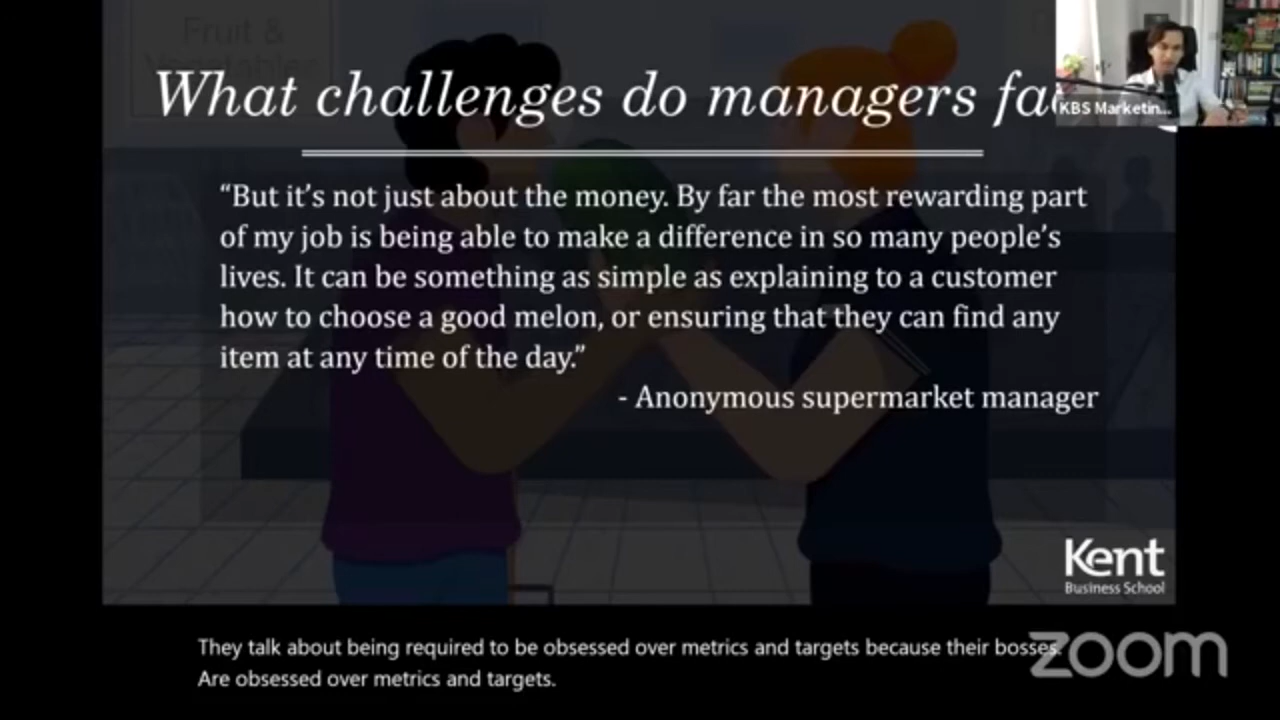 Fruit &
Vegetables
What challenges do managers fa
KBS Marketin...
“But it’s not just about the money. By far the most rewarding part
of my job is being able to make a difference in so many people’s
lives. It can be something as simple as explaining to a customer
how to choose a good melon, or ensuring that they can find any
item at any time of the day.”
- Anonymous supermarket manager
Kent
Business School
They talk about being required to be obsessed over metrics and targets because their bosses.
Are obsessed over metrics and targets.
zoom